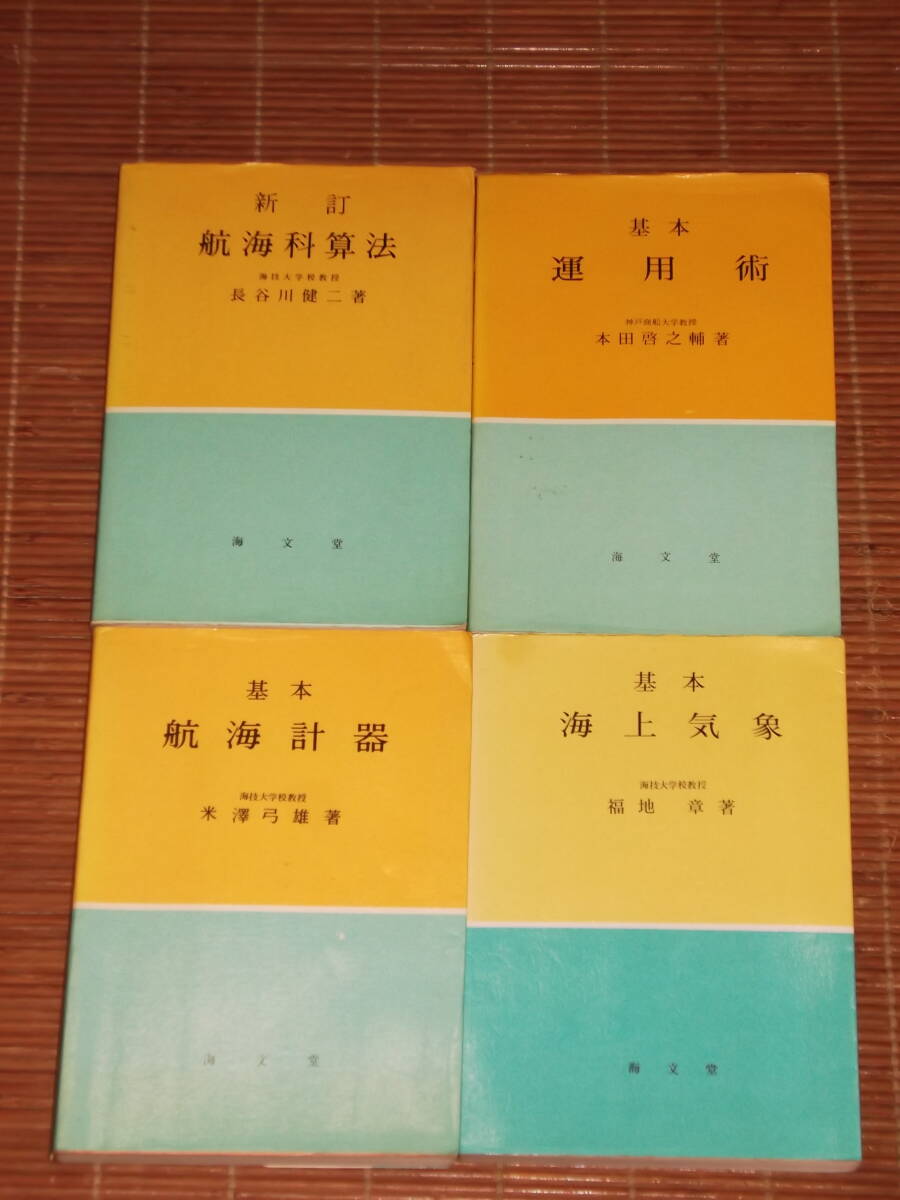 新訂
航海科算法
海技大学校教授
長谷川健二著
海文堂
基本
運用術
神戸商船大学教授
本田啓之輔著
海文堂
基本
航海計器
海技大学校教授
米澤弓雄著
海文堂
基本
海上気象
海技大学校教授
福地章著
海文堂